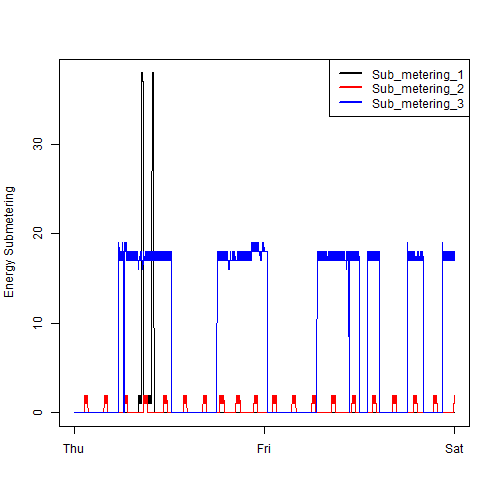 Sub_metering_1
Sub_metering_2
Sub_metering_3
Energy Submetering
30
20
10
0
Thu Fri Sat